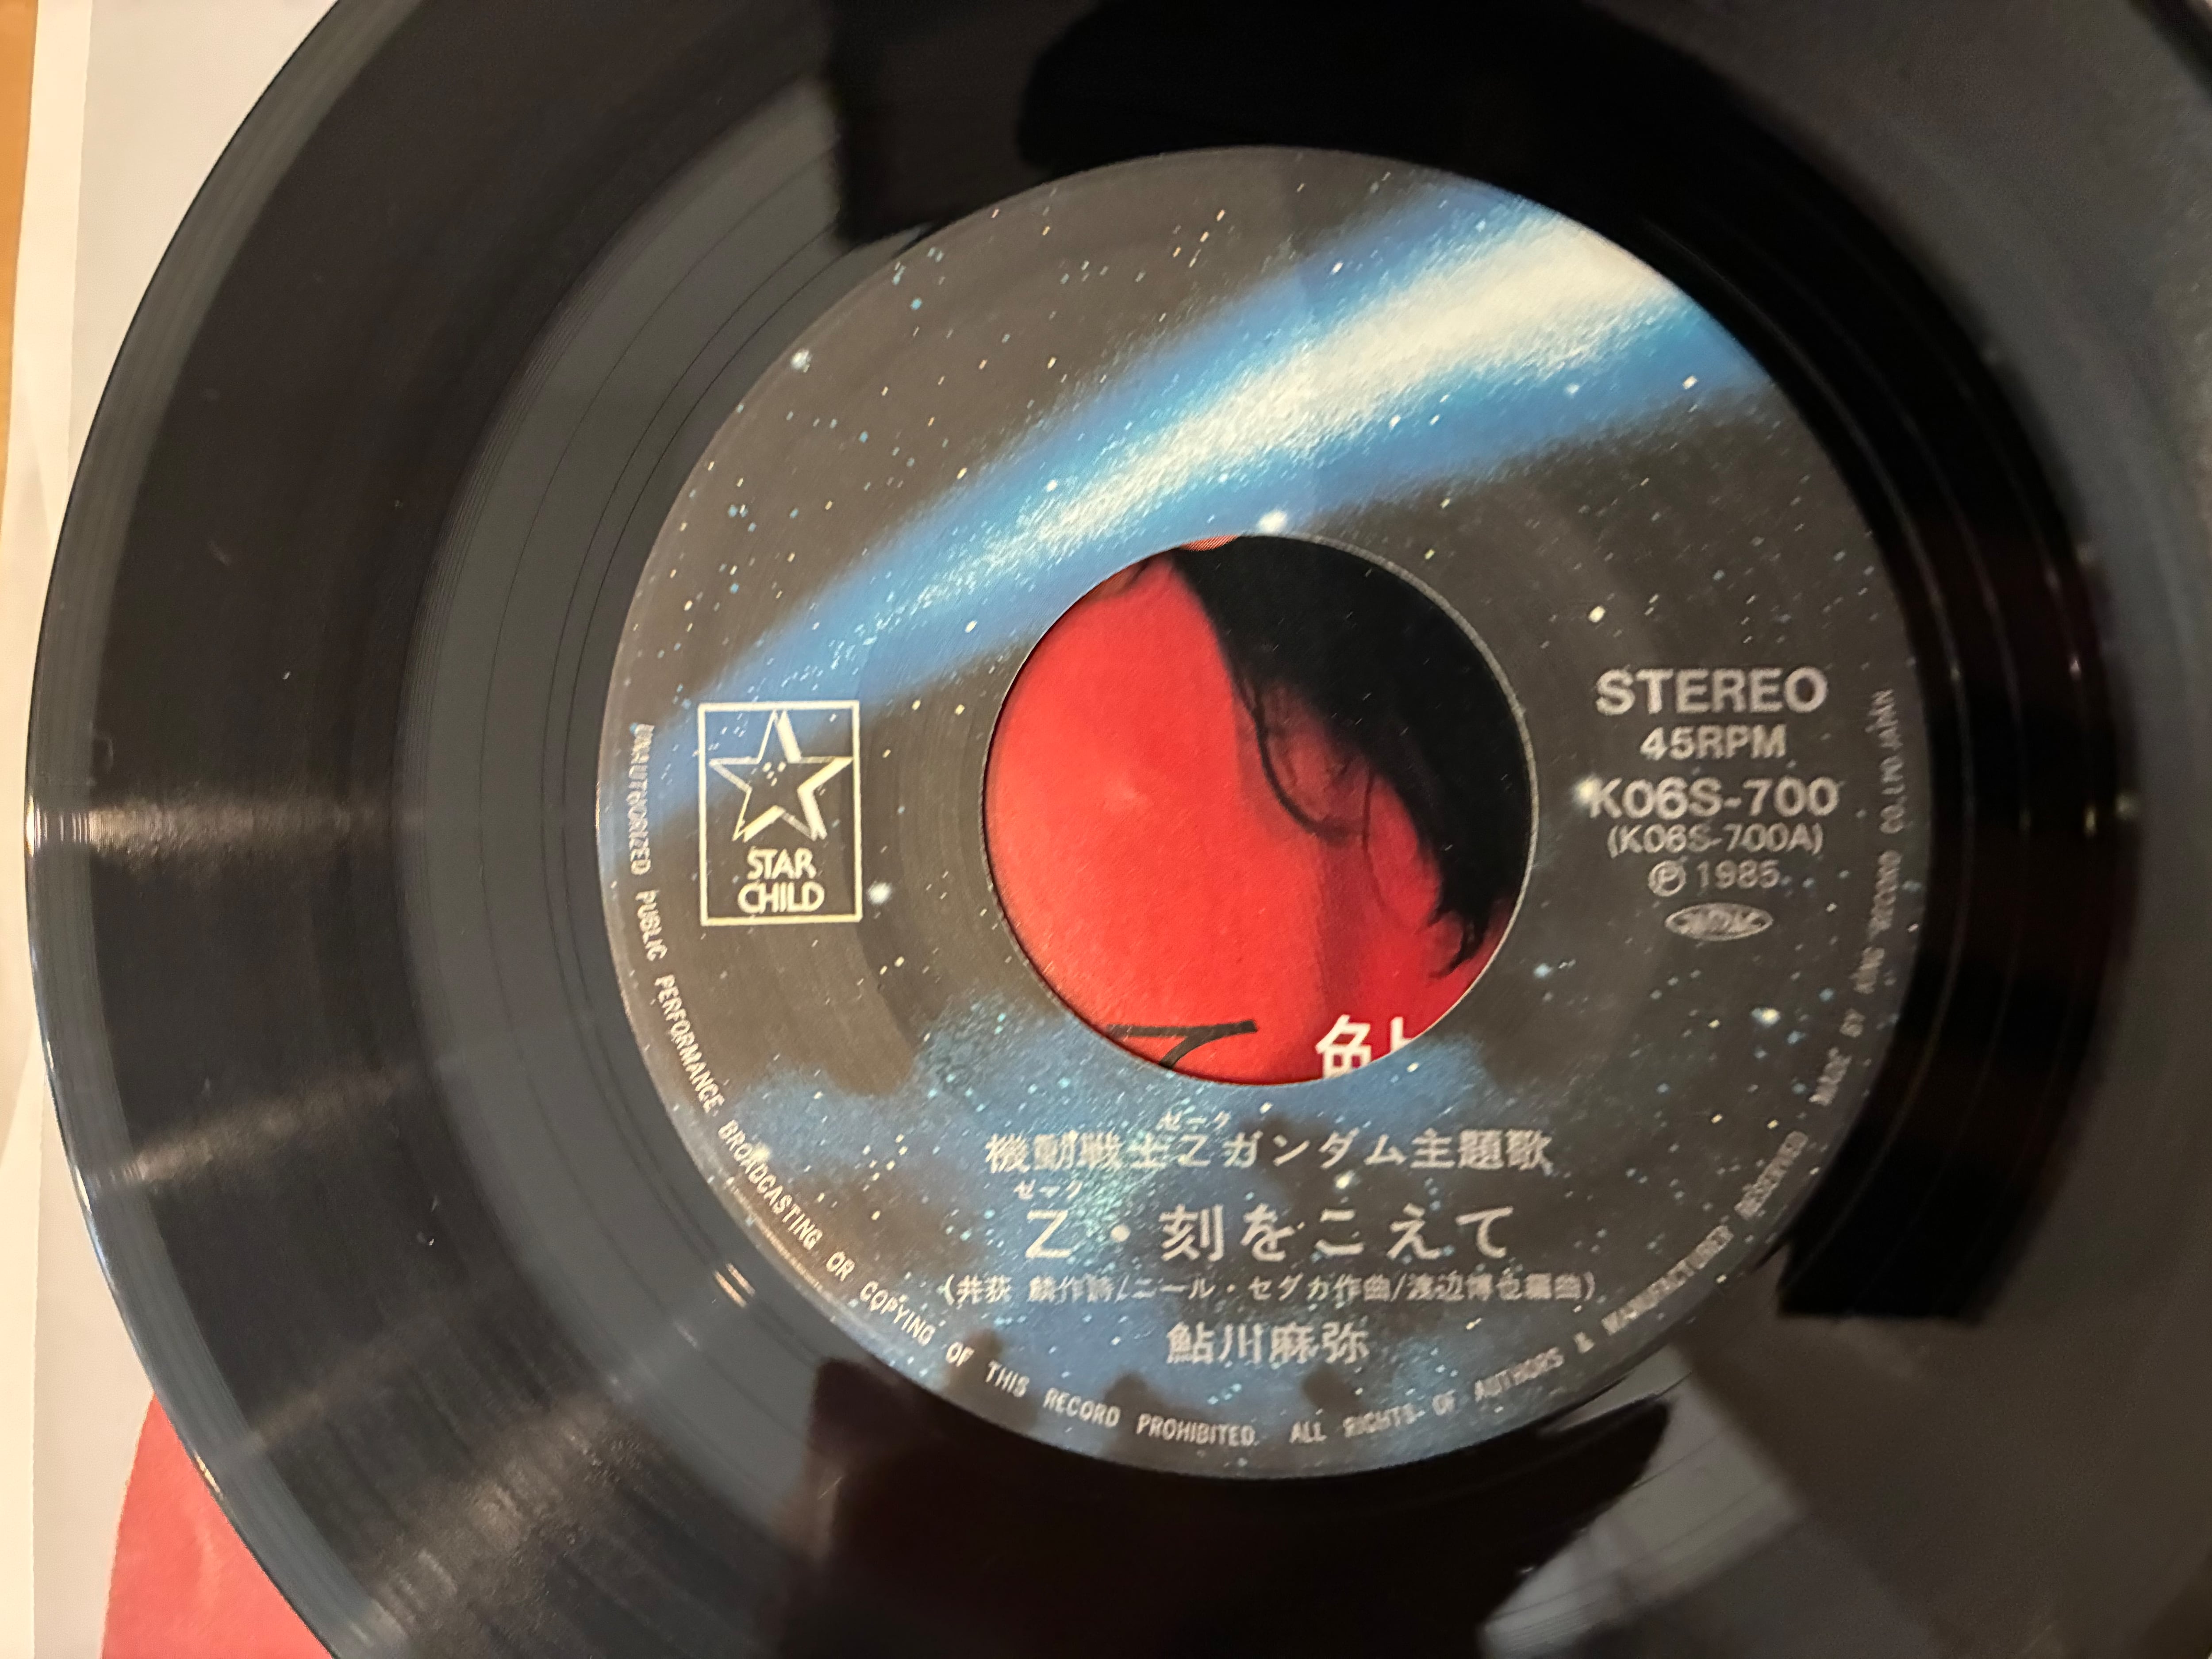 STAR
CHILD
STEREO
45RPM
K06S-700
(K06S-700A)
Ⓟ 1985
鮎
ゼータ
機動戦士Zガンダム主題歌
ゼータ
Z・刻をこえて
(井荻 麟作詩/ニール・セダカ作曲/渡辺博也編曲)
鮎川麻弥
UNAUTHORIZED PUBLIC PERFORMANCE BROADCASTING OR COPYING OF THIS RECORD PROHIBITED. ALL RIGHTS OF AUTHORS & MANUFACTURER RESERVED MADE BY KING RECORD CO.LTD JAPAN